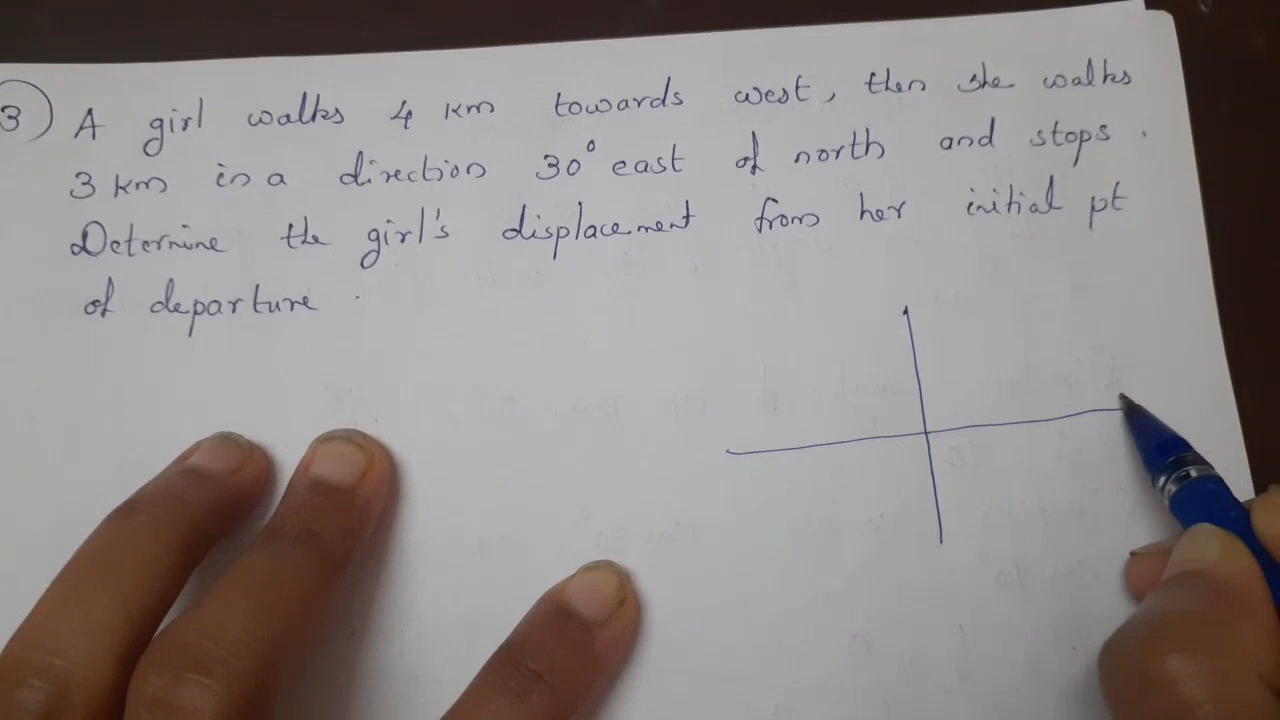 3) A girl walks 4 km towards west, then she walks
3 km in a direction 30° east of north and stops.
Determine the girl's displacement from her initial pt
of departure.